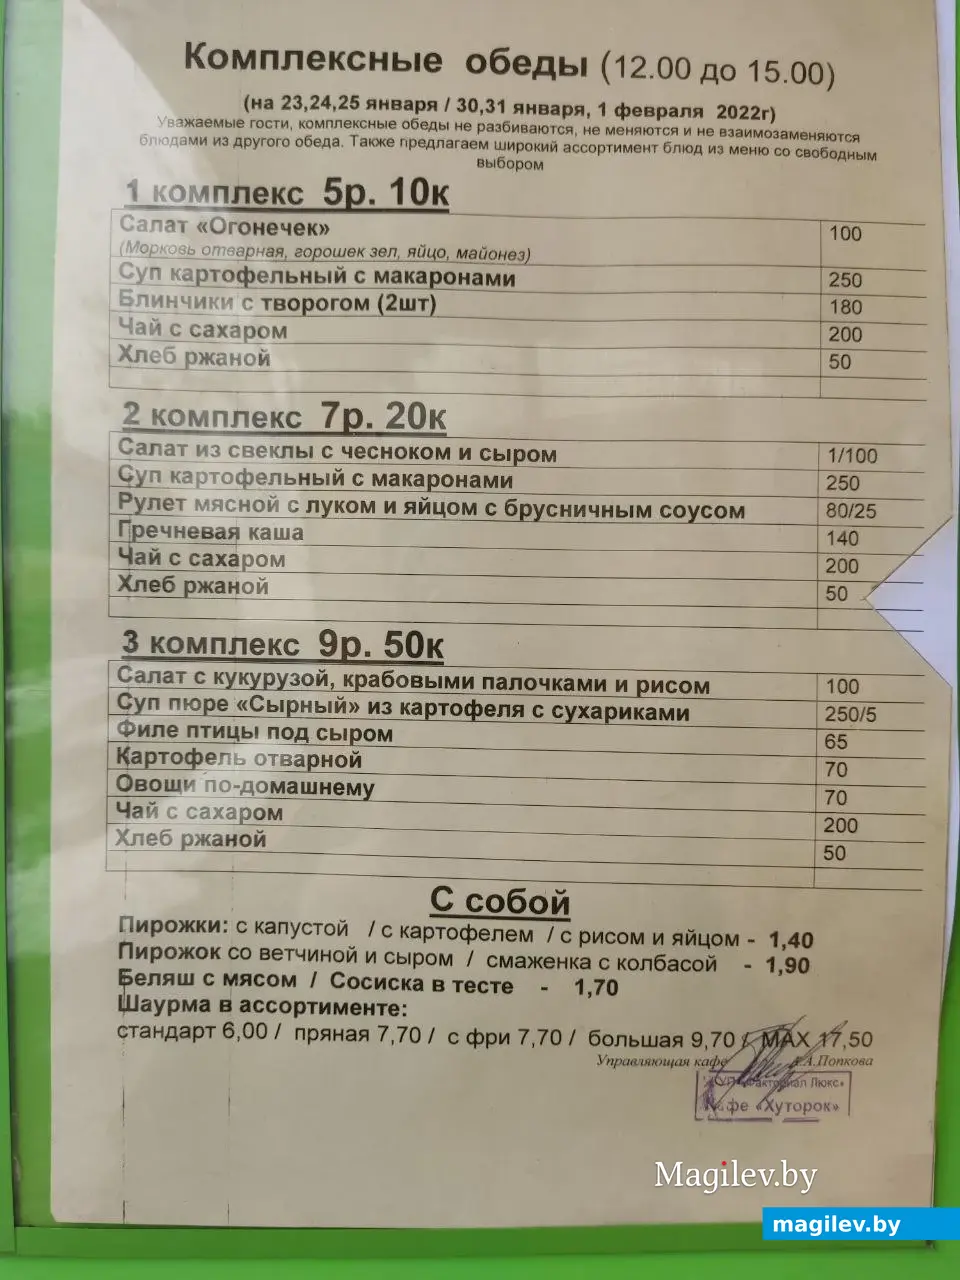 Комплексные обеды (12.00 до 15.00)
(на 23,24,25 января / 30,31 января, 1 февраля 2022г)
Уважаемые гости, комплексные обеды не разбиваются, не меняются и не взаимозаменяются
блюдами из другого обеда. Также предлагаем широкий ассортимент блюд из меню со свободным
выбором
1 комплекс 5р. 10к
Салат «Огонечек» 100
(Морковь отварная, горошек зел, яйцо, майонез)
Суп картофельный с макаронами 250
Блинчики с творогом (2шт) 180
Чай с сахаром 200
Хлеб ржаной 50
2 комплекс 7р. 20к
Салат из свеклы с чесноком и сыром 1/100
Суп картофельный с макаронами 250
Рулет мясной с луком и яйцом с брусничным соусом 80/25
Гречневая каша 140
Чай с сахаром 200
Хлеб ржаной 50
3 комплекс 9р. 50к
Салат с кукурузой, крабовыми палочками и рисом 100
Суп пюре «Сырный» из картофеля с сухариками 250/5
Филе птицы под сыром 65
Картофель отварной 70
Овощи по-домашнему 70
Чай с сахаром 200
Хлеб ржаной 50
С собой
Пирожки: с капустой / с картофелем / с рисом и яйцом - 1,40
Пирожок со ветчиной и сыром / смаженка с колбасой - 1,90
Беляш с мясом / Сосиска в тесте - 1,70
Шаурма в ассортименте:
стандарт 6,00 / пряная 7,70 / с фри 7,70 / большая 9,70 / МАХ 17,50
Управляющая кафе А.А.Попкова
Люкс»
Кафе «Хуторок»
Magilev.by
magilev.by